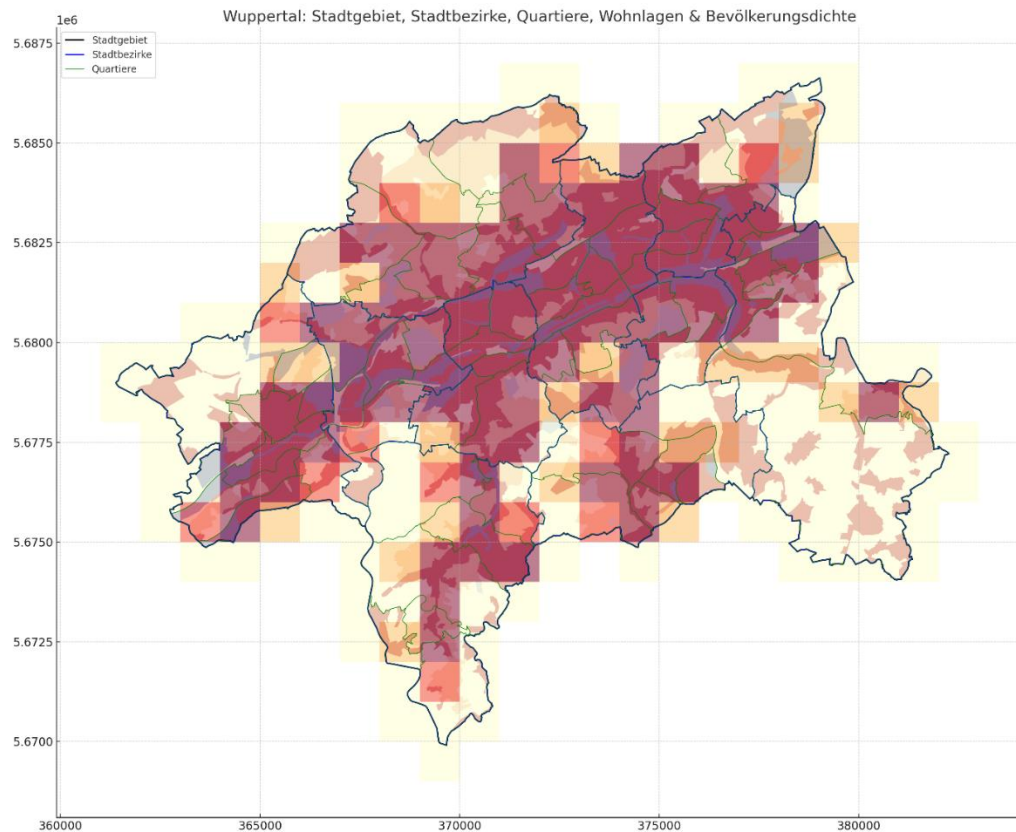 Wuppertal: Stadtgebiet, Stadtbezirke, Quartiere, Wohnlagen & Bevölkerungsdichte
1e6
Stadtgebiet
Stadtbezirke
Quartiere
5.6875
5.6850
5.6825
5.6800
5.6775
5.6750
5.6725
5.6700
360000 365000 370000 375000 380000